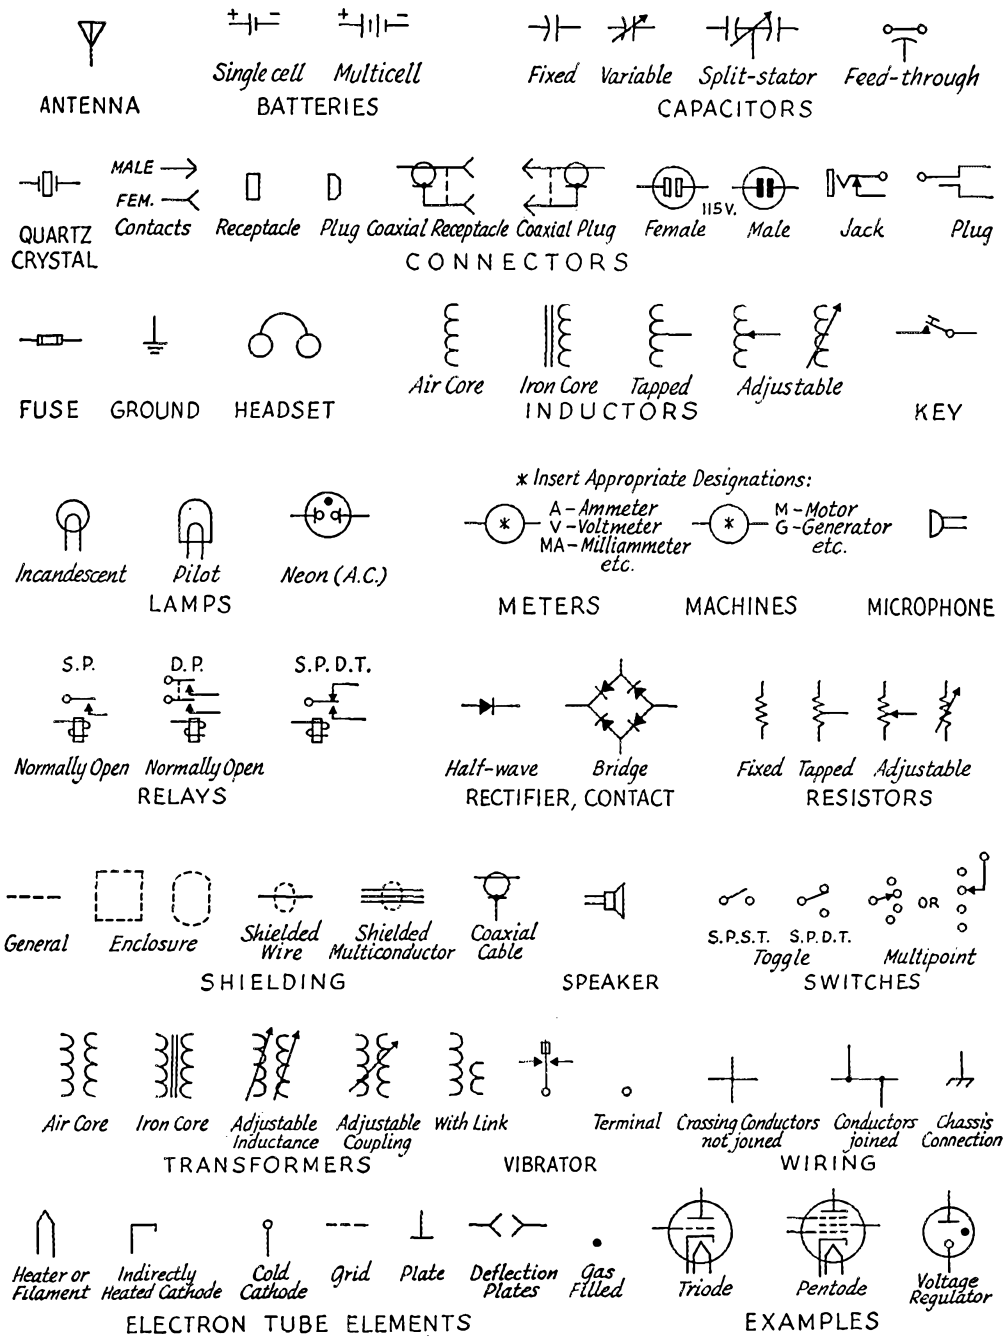 + - + -
Single cell Multicell Fixed Variable Split-stator Feed-through
ANTENNA BATTERIES CAPACITORS
MALE
FEM.
115V.
Contacts Receptacle Plug Coaxial Receptacle Coaxial Plug Female Male Jack Plug
QUARTZ
CRYSTAL
CONNECTORS
Air Core Iron Core Tapped Adjustable
FUSE GROUND HEADSET INDUCTORS KEY
* Insert Appropriate Designations:
* A - Ammeter
V - Voltmeter
MA - Milliammeter
etc.
* M - Motor
G - Generator
etc.
Incandescent Pilot Neon (A.C.)
LAMPS METERS MACHINES MICROPHONE
S.P. D.P. S.P.D.T.
Normally Open Normally Open Half-wave Bridge Fixed Tapped Adjustable
RELAYS RECTIFIER, CONTACT RESISTORS
OR
General Enclosure Shielded
Wire
Shielded
Multiconductor
Coaxial
Cable
S.P.S.T. S.P.D.T.
Toggle Multipoint
SHIELDING SPEAKER SWITCHES
Air Core Iron Core Adjustable
Inductance
Adjustable
Coupling
With Link
Terminal Crossing Conductors
not joined
Conductors
joined
Chassis
Connection
TRANSFORMERS VIBRATOR WIRING
Heater or
Filament
Indirectly
Heated Cathode
Cold
Cathode
Grid Plate Deflection
Plates
Gas
Filled
Triode Pentode Voltage
Regulator
ELECTRON TUBE ELEMENTS EXAMPLES